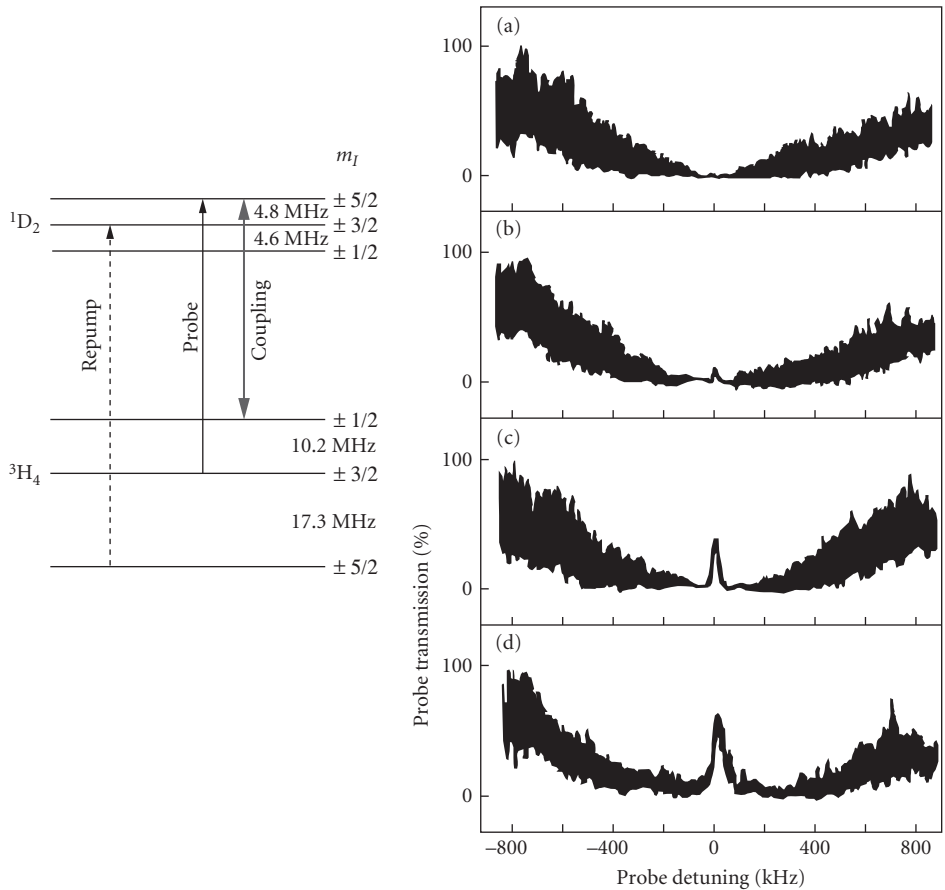 m_I
± 5/2
4.8 MHz
¹D₂
± 3/2
4.6 MHz
± 1/2
Repump
Probe
Coupling
± 1/2
10.2 MHz
³H₄
± 3/2
17.3 MHz
± 5/2
Probe transmission (%)
(a)
100
0
(b)
100
0
(c)
100
0
(d)
100
0
−800
−400
0
400
800
Probe detuning (kHz)